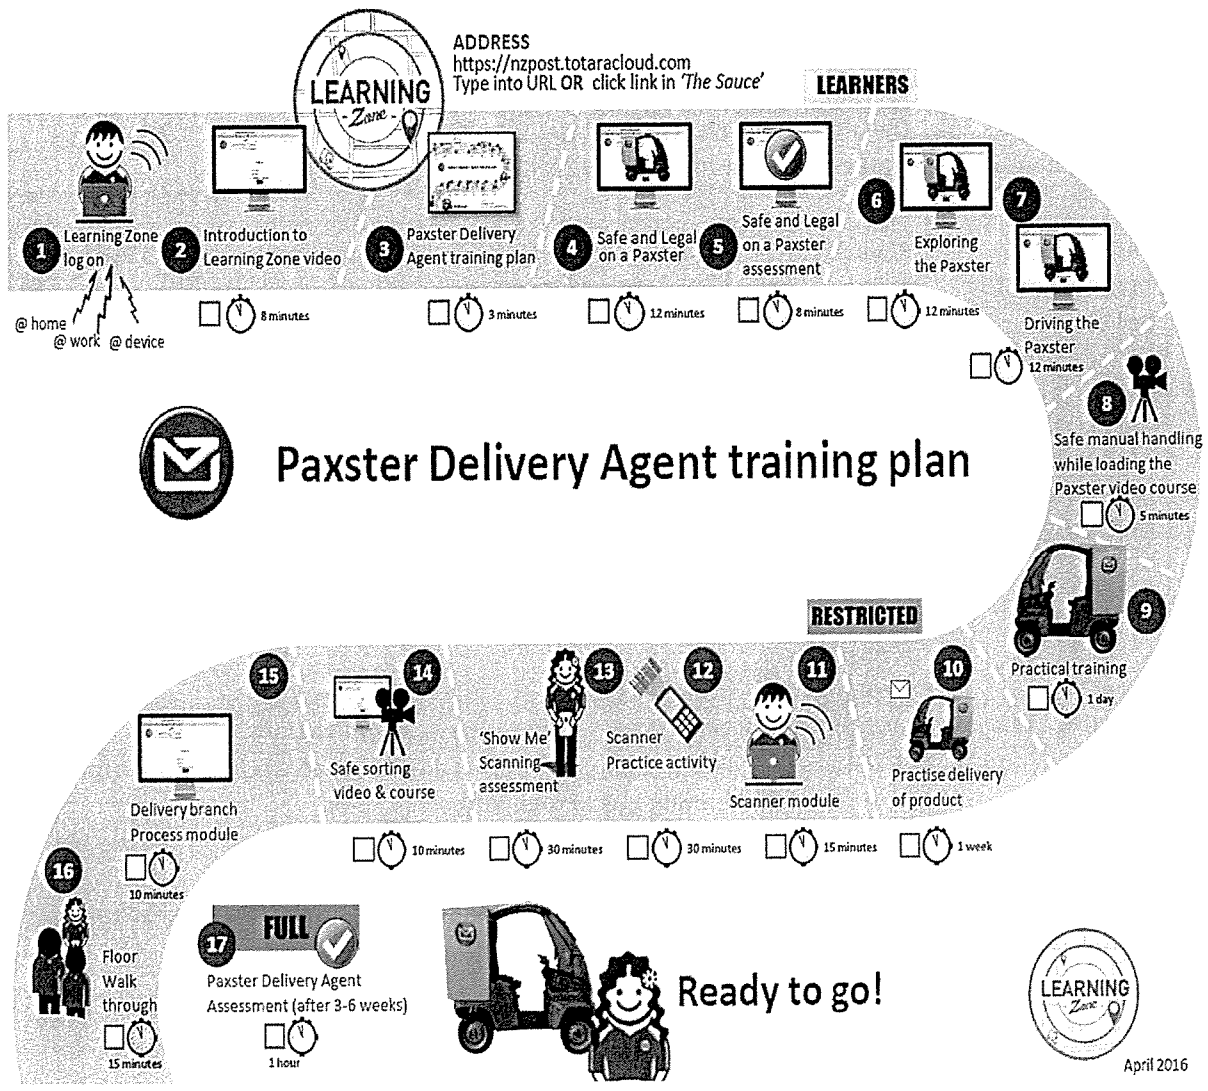 LEARNING
Zone
ADDRESS
https://nzpost.totaracloud.com
Type into URL OR click link in 'The Sauce'
LEARNERS
1
Learning Zone
log on
@ home
@ work
@ device
2
Introduction to
Learning Zone video
8 minutes
3
Paxster Delivery
Agent training plan
3 minutes
4
Safe and Legal
on a Paxster
12 minutes
5
Safe and Legal
on a Paxster
assessment
8 minutes
6
Exploring
the Paxster
12 minutes
7
Driving the
Paxster
12 minutes
8
Safe manual handling
while loading the
Paxster video course
5 minutes
Paxster Delivery Agent training plan
9
Practical training
1 day
RESTRICTED
10
Practise delivery
of product
1 week
11
Scanner module
15 minutes
12
Scanner
Practice activity
30 minutes
13
'Show Me'
Scanning
assessment
30 minutes
14
Safe sorting
video & course
10 minutes
15
Delivery branch
Process module
10 minutes
16
Floor
Walk
through
15 minutes
17
FULL
Paxster Delivery Agent
Assessment (after 3-6 weeks)
1 hour
Ready to go!
LEARNING
Zone
April 2016